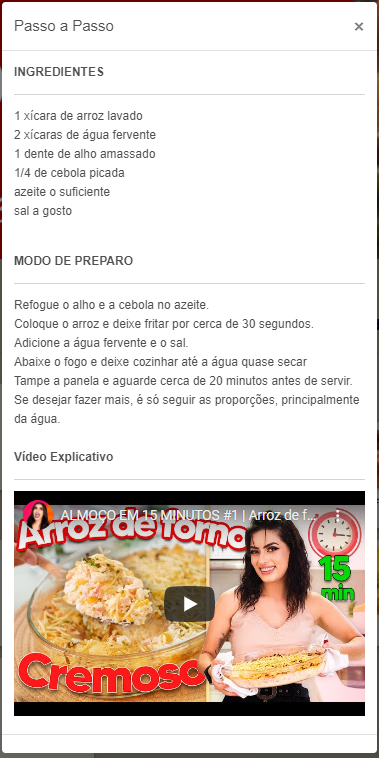 Passo a Passo ×
INGREDIENTES
1 xícara de arroz lavado
2 xícaras de água fervente
1 dente de alho amassado
1/4 de cebola picada
azeite o suficiente
sal a gosto
MODO DE PREPARO
Refogue o alho e a cebola no azeite.
Coloque o arroz e deixe fritar por cerca de 30 segundos.
Adicione a água fervente e o sal.
Abaixe o fogo e deixe cozinhar até a água quase secar
Tampe a panela e aguarde cerca de 20 minutos antes de servir.
Se desejar fazer mais, é só seguir as proporções, principalmente
da água.
Vídeo Explicativo
ALMOÇO EM 15 MINUTOS #1 | Arroz de f...
Arroz de forno
15
min
Cremoso